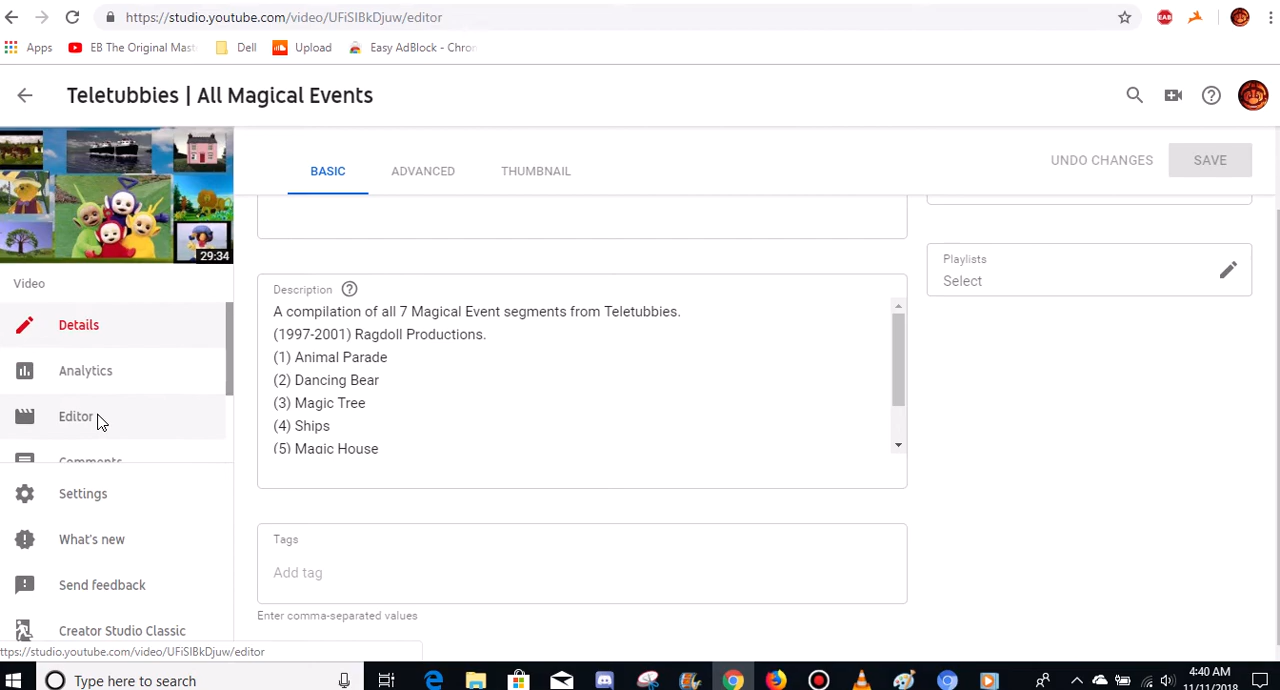 https://studio.youtube.com/video/UFiSIBkDjuw/editor
EAB
Apps EB The Original Mast Dell Upload Easy AdBlock - Chron
Teletubbies | All Magical Events
BASIC ADVANCED THUMBNAIL UNDO CHANGES SAVE
29:34
Video
Details
Analytics
Editor
Comments
Settings
What's new
Send feedback
Creator Studio Classic
Description
A compilation of all 7 Magical Event segments from Teletubbies.
(1997-2001) Ragdoll Productions.
(1) Animal Parade
(2) Dancing Bear
(3) Magic Tree
(4) Ships
(5) Magic House
Tags
Add tag
Enter comma-separated values
Playlists
Select
https://studio.youtube.com/video/UFiSIBkDjuw/editor
Type here to search
4:40 AM
11/11/2018